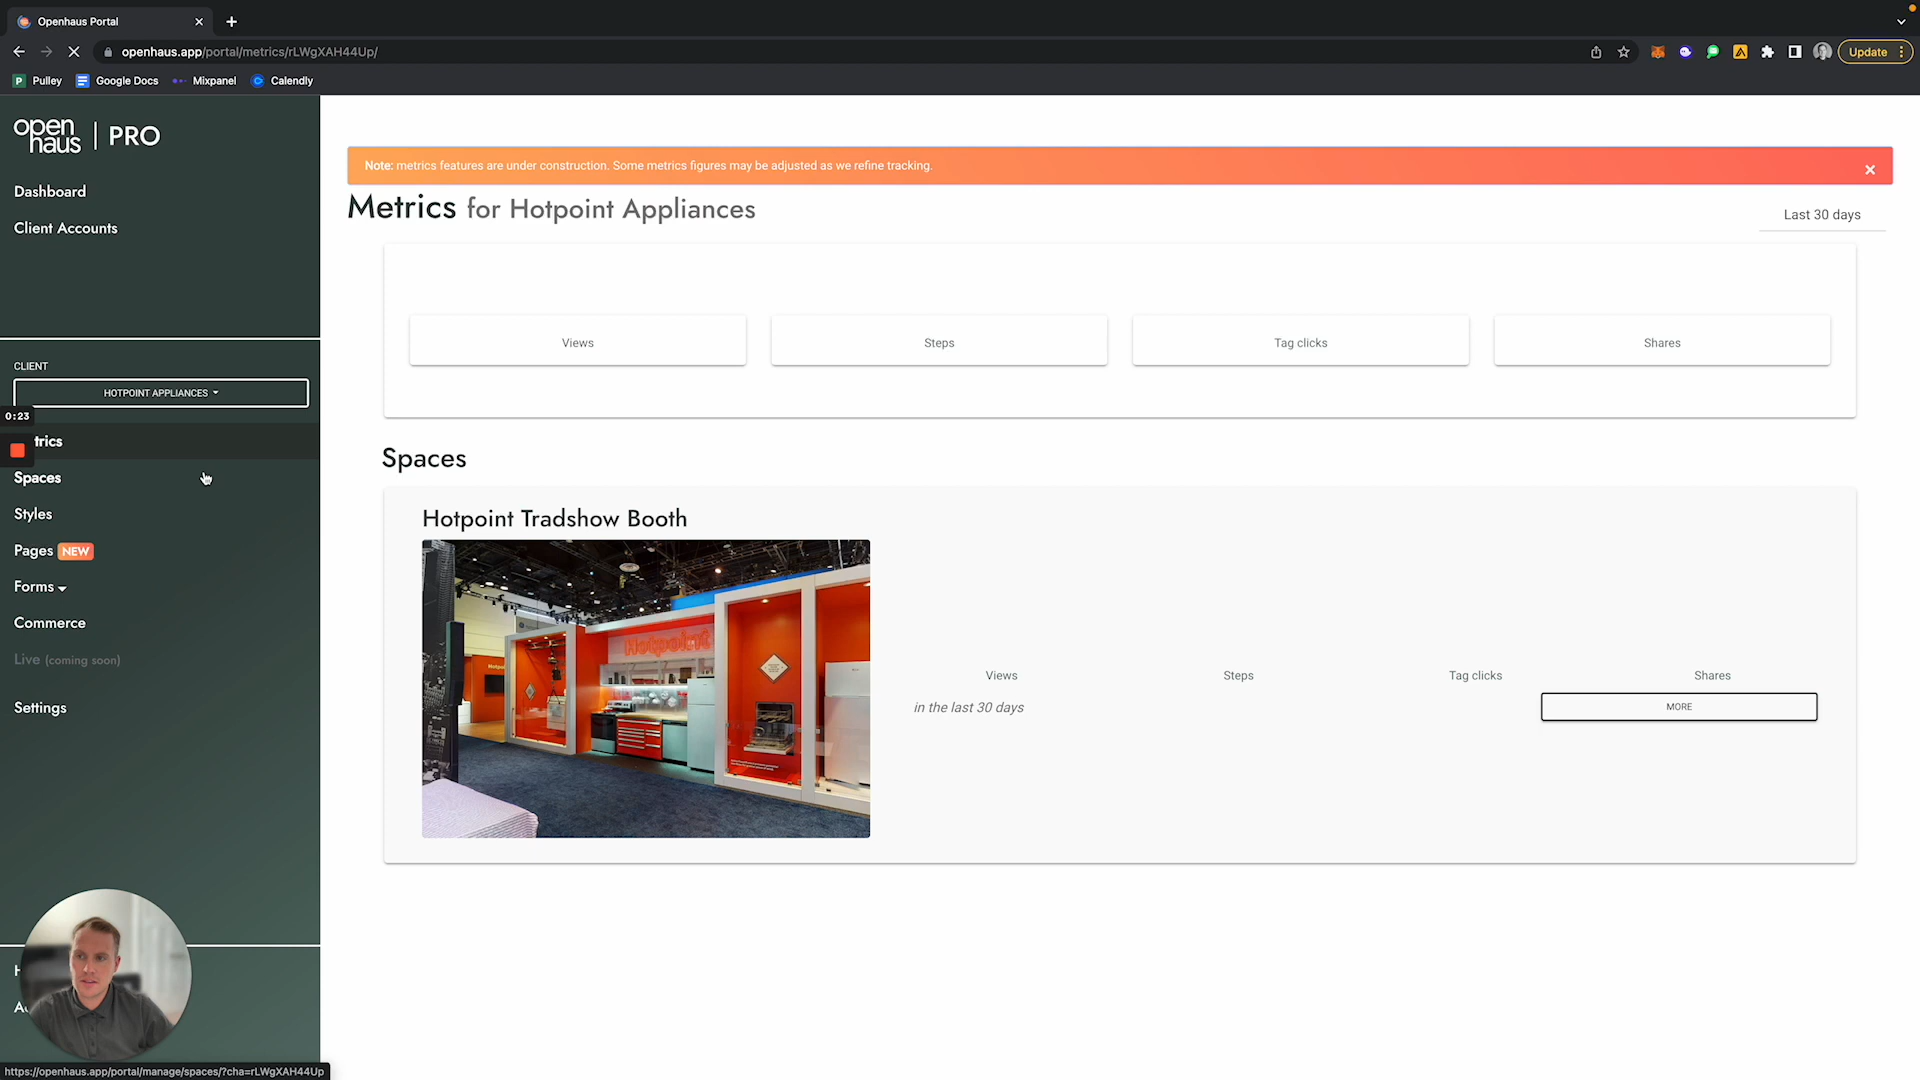 Openhaus Portal
openhaus.app/portal/metrics/rLWgXAH44Up/
Update
Pulley
Google Docs
Mixpanel
Calendly
open haus | PRO
Dashboard
Client Accounts
CLIENT
HOTPOINT APPLIANCES
0:23
trics
Spaces
Styles
Pages NEW
Forms
Commerce
Live (coming soon)
Settings
H
A
https://openhaus.app/portal/manage/spaces/?cha=rLWgXAH44Up
Note: metrics features are under construction. Some metrics figures may be adjusted as we refine tracking.
Metrics for Hotpoint Appliances
Last 30 days
Views
Steps
Tag clicks
Shares
Spaces
Hotpoint Tradshow Booth
Hotpoint
Views
Steps
Tag clicks
Shares
in the last 30 days
MORE